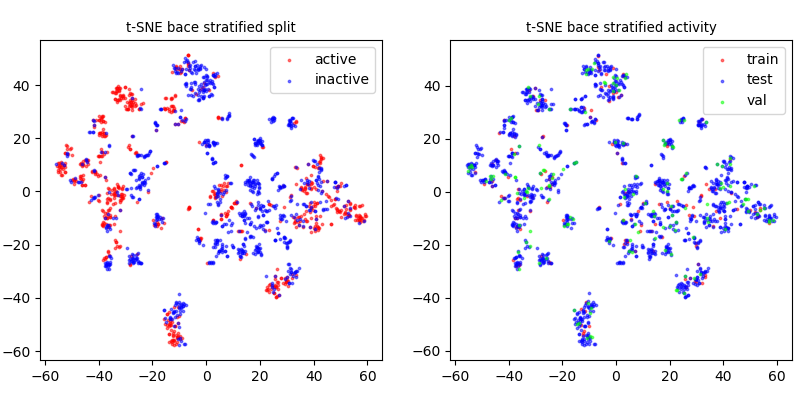 t-SNE bace stratified split
active
inactive
40
20
0
−20
−40
−60
−60 −40 −20 0 20 40 60
t-SNE bace stratified activity
train
test
val
40
20
0
−20
−40
−60
−60 −40 −20 0 20 40 60